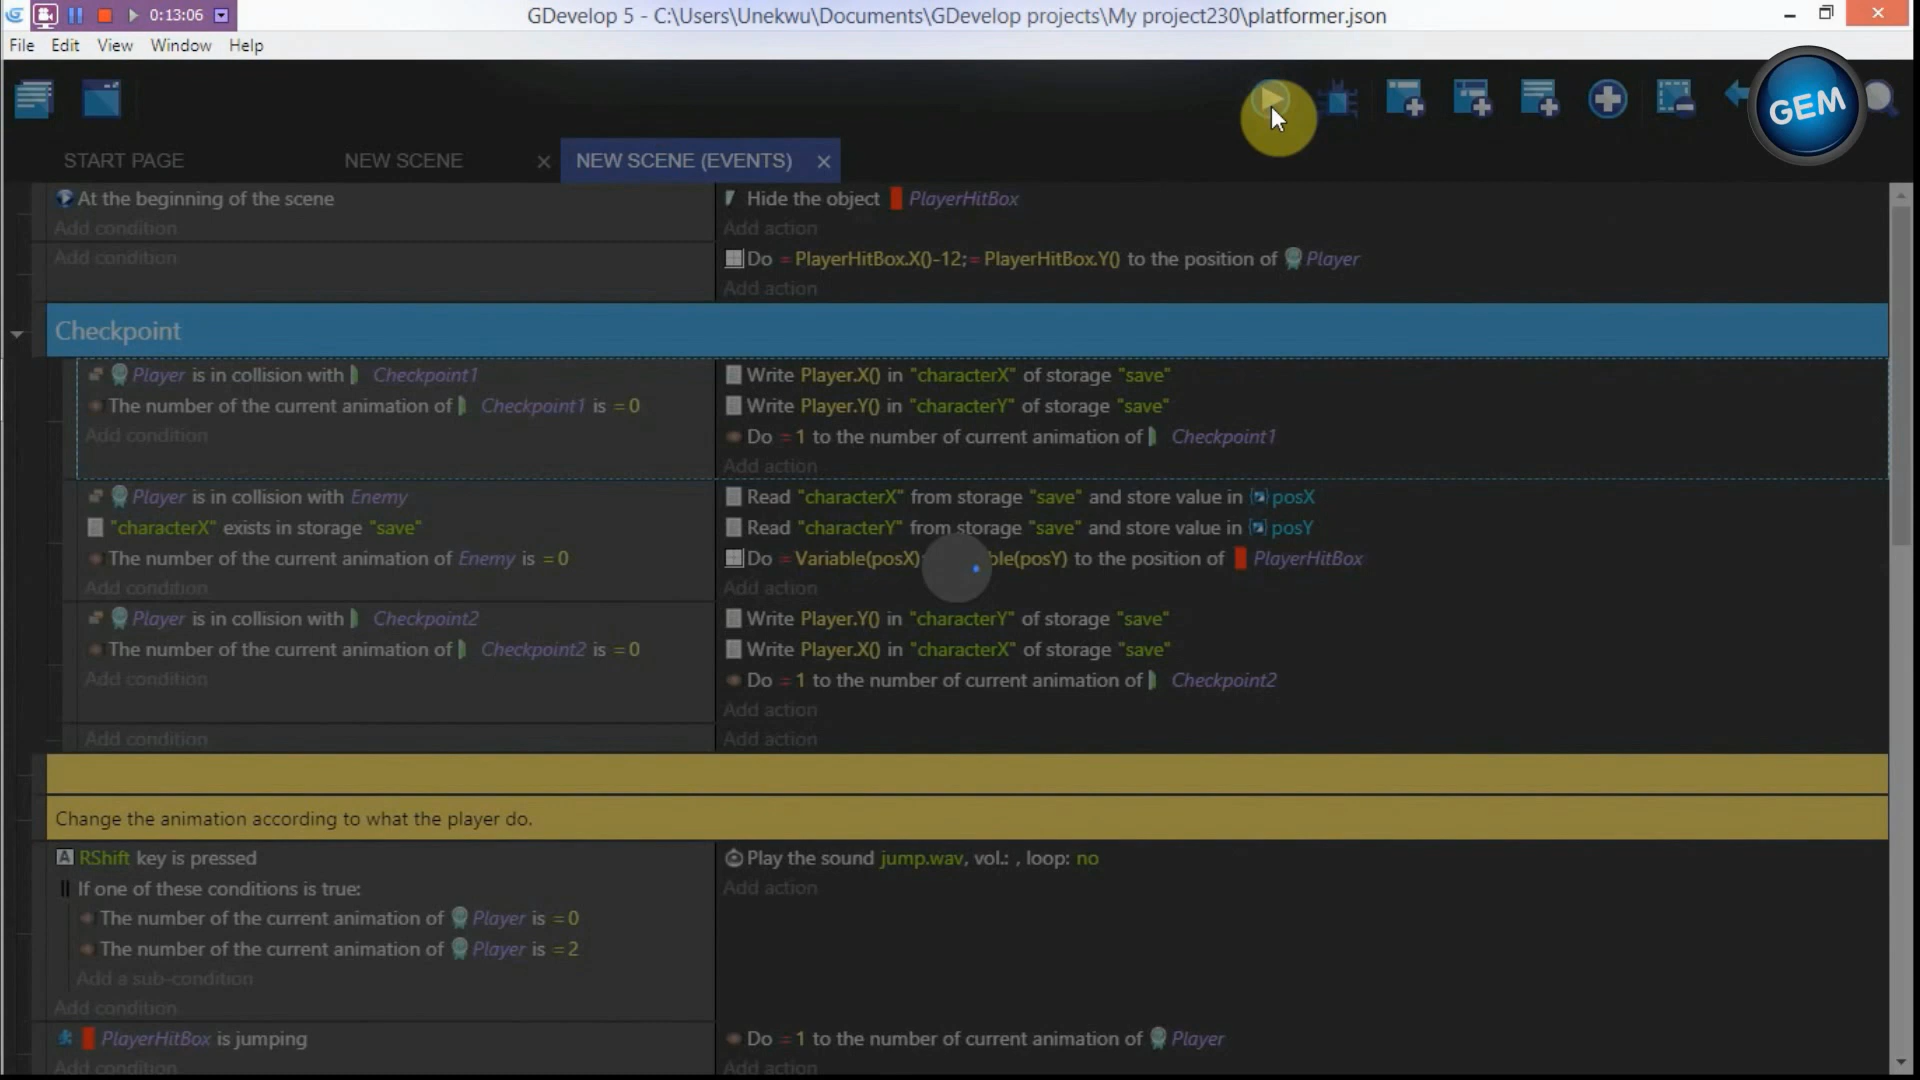 0:13:06
GDevelop 5 - C:\Users\Unekwu\Documents\GDevelop projects\My project230\platformer.json
File Edit View Window Help
GEM
START PAGE NEW SCENE NEW SCENE (EVENTS)
At the beginning of the scene Hide the object PlayerHitBox
Add condition Add action
Add condition Do = PlayerHitBox.X()-12;= PlayerHitBox.Y() to the position of Player
Add action
Checkpoint
Player is in collision with Checkpoint1 Write Player.X() in "characterX" of storage "save"
The number of the current animation of Checkpoint1 is =0 Write Player.Y() in "characterY" of storage "save"
Add condition Do =1 to the number of current animation of Checkpoint1
Add action
Player is in collision with Enemy Read "characterX" from storage "save" and store value in posX
"characterX" exists in storage "save" Read "characterY" from storage "save" and store value in posY
The number of the current animation of Enemy is =0 Do =Variable(posX) ble(posY) to the position of PlayerHitBox
Add condition Add action
Player is in collision with Checkpoint2 Write Player.Y() in "characterY" of storage "save"
The number of the current animation of Checkpoint2 is =0 Write Player.X() in "characterX" of storage "save"
Add condition Do =1 to the number of current animation of Checkpoint2
Add action
Add condition Add action
Change the animation according to what the player do.
RShift key is pressed Play the sound jump.wav, vol.: , loop: no
If one of these conditions is true: Add action
The number of the current animation of Player is =0
The number of the current animation of Player is =2
Add a sub-condition
Add condition
PlayerHitBox is jumping Do =1 to the number of current animation of Player
Add condition Add action